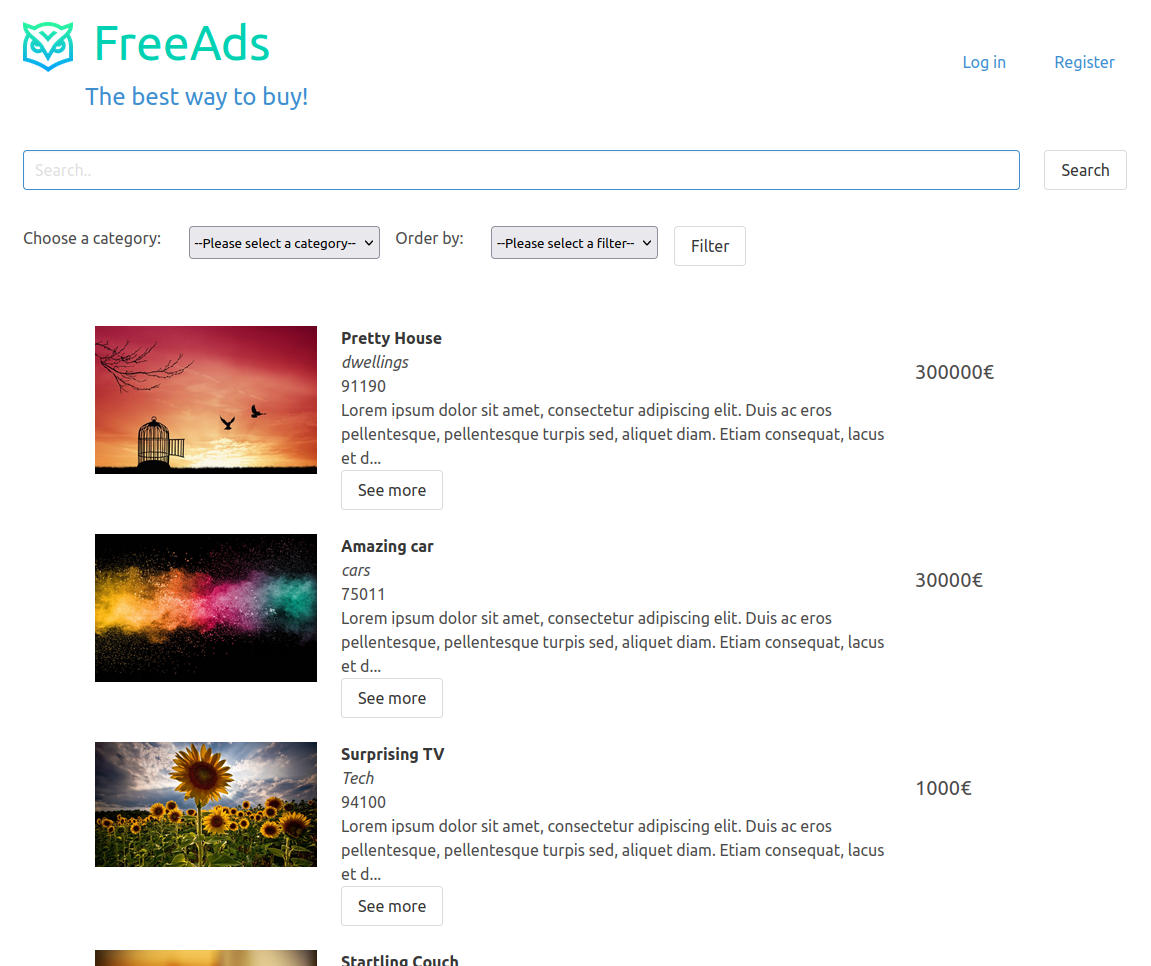 FreeAds
Log in
Register
The best way to buy!
Search..
Search
Choose a category:
--Please select a category--
Order by:
--Please select a filter--
Filter
Pretty House
dwellings
300000€
91190
Lorem ipsum dolor sit amet, consectetur adipiscing elit. Duis ac eros
pellentesque, pellentesque turpis sed, aliquet diam. Etiam consequat, lacus
et d...
See more
Amazing car
cars
30000€
75011
Lorem ipsum dolor sit amet, consectetur adipiscing elit. Duis ac eros
pellentesque, pellentesque turpis sed, aliquet diam. Etiam consequat, lacus
et d...
See more
Surprising TV
Tech
1000€
94100
Lorem ipsum dolor sit amet, consectetur adipiscing elit. Duis ac eros
pellentesque, pellentesque turpis sed, aliquet diam. Etiam consequat, lacus
et d...
See more
Startling Couch